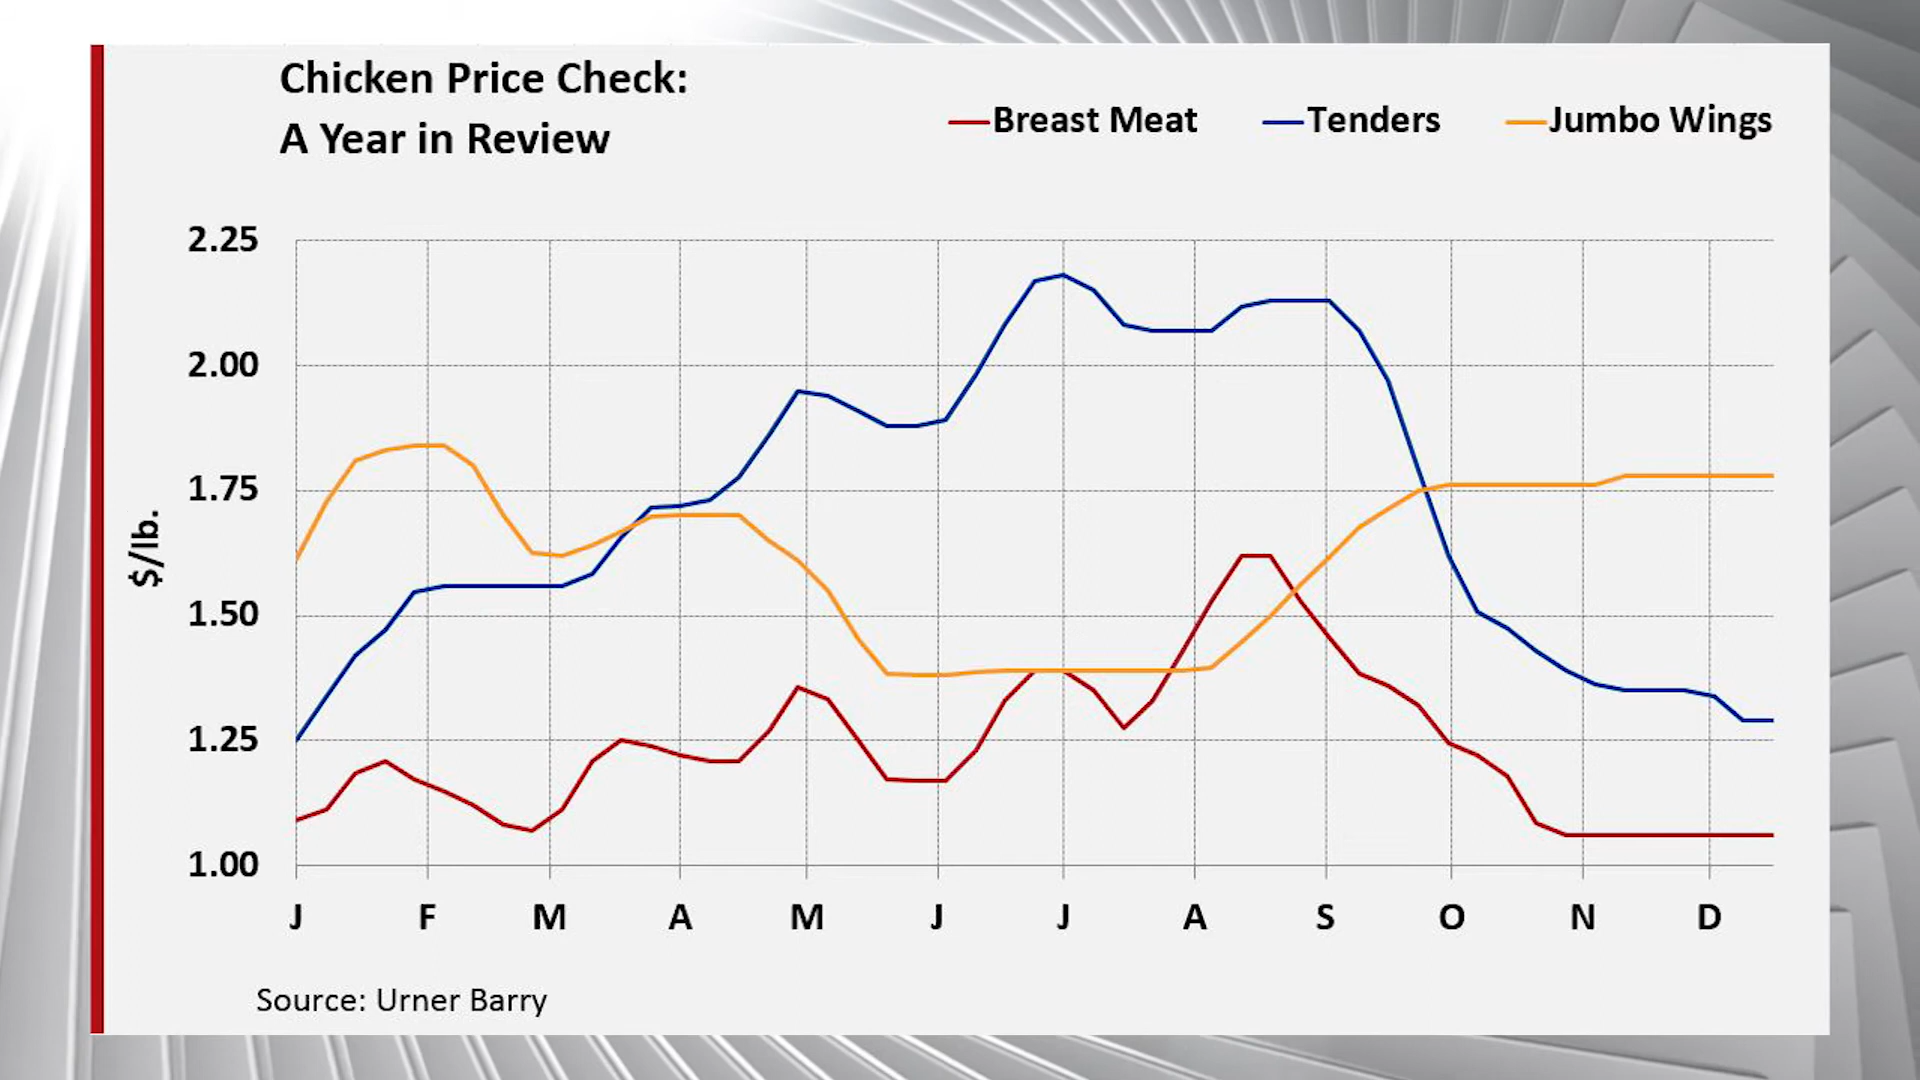 Chicken Price Check:
A Year in Review
Breast Meat Tenders Jumbo Wings
2.25
2.00
1.75
1.50
1.25
1.00
$/lb.
J F M A M J J A S O N D
Source: Urner Barry